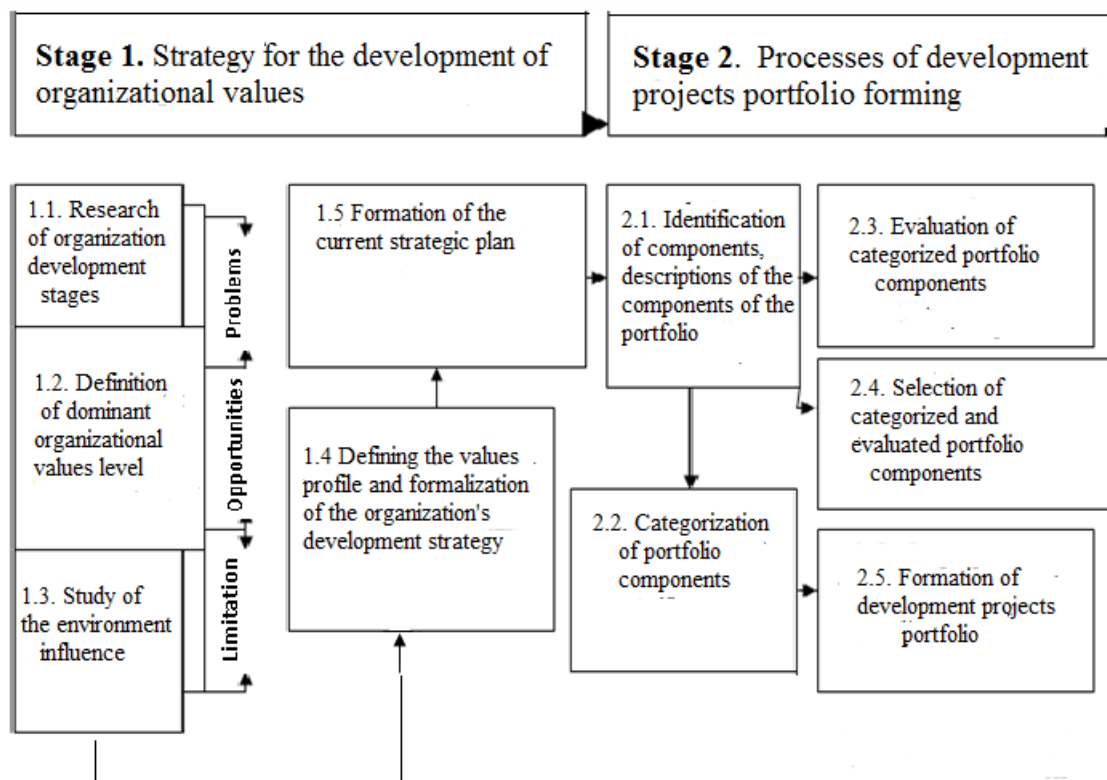 Stage 1. Strategy for the development of
organizational values
Stage 2.  Processes of development
projects portfolio forming
1.1. Research
of organization
development
stages
1.2. Definition
of dominant
organizational
values level
1.3. Study of
the environment
influence
Problems
Opportunities
Limitation
1.5 Formation of the
current strategic plan
1.4 Defining the values
profile and formalization
of the organization's
development strategy
2.1. Identification
of components,
descriptions of the
components of the
portfolio
2.2. Categorization
of portfolio
components
2.3. Evaluation of
categorized portfolio
components
2.4. Selection of
categorized and
evaluated portfolio
components
2.5. Formation of
development projects
portfolio